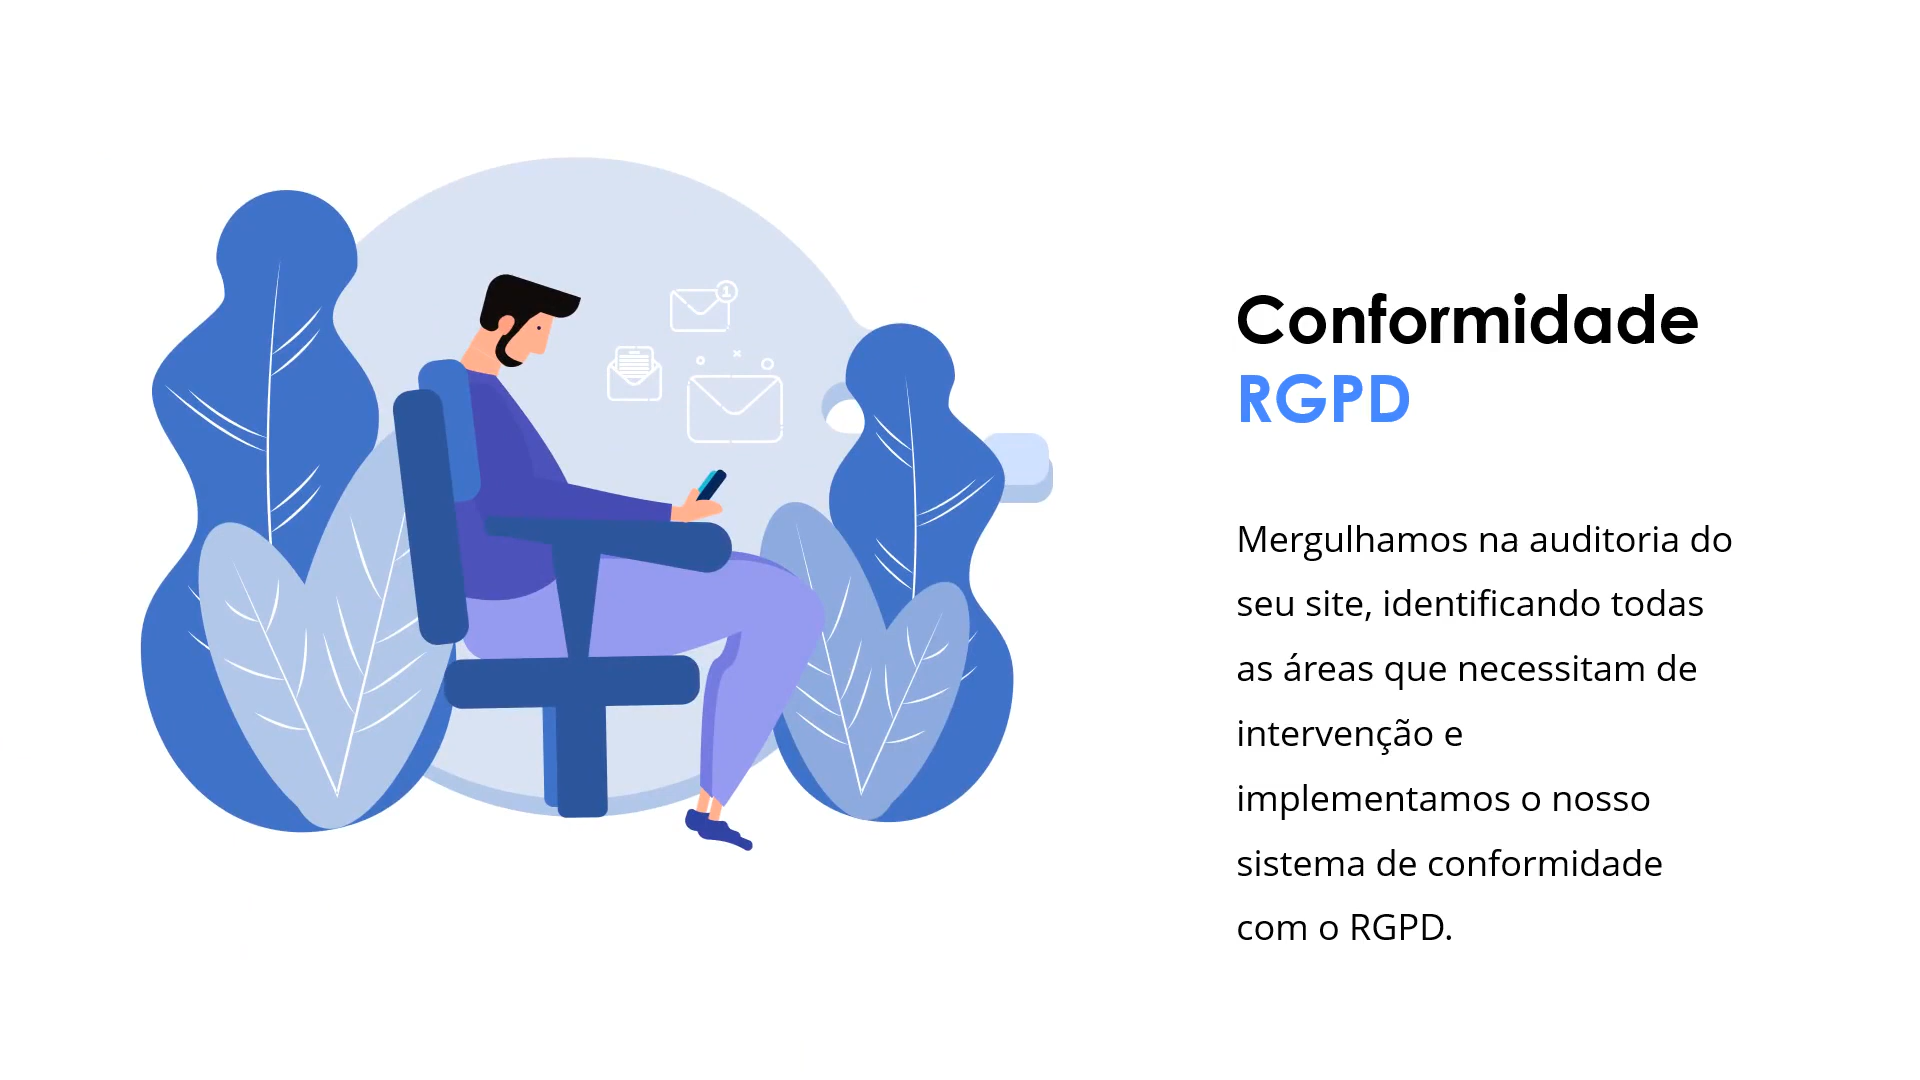 1
Conformidade
RGPD
Mergulhamos na auditoria do
seu site, identificando todas
as áreas que necessitam de
intervenção e
implementamos o nosso
sistema de conformidade
com o RGPD.